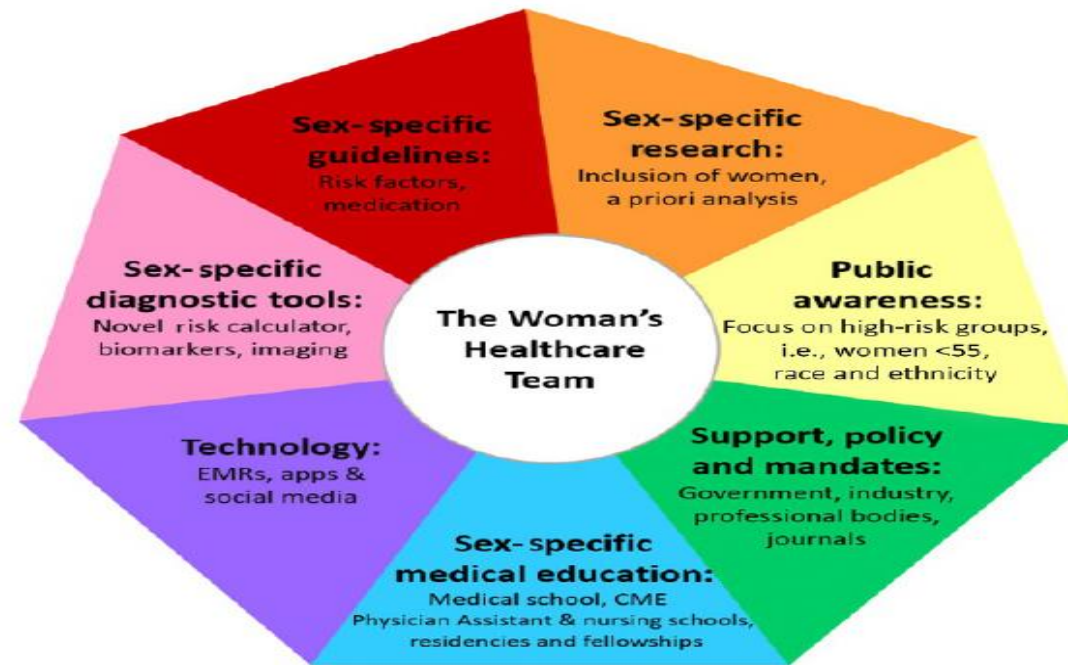 Sex-specific
guidelines:
Risk factors,
medication
Sex-specific
research:
Inclusion of women,
a priori analysis
Sex-specific
diagnostic tools:
Novel risk calculator,
biomarkers, imaging
The Woman's
Healthcare
Team
Public
awareness:
Focus on high-risk groups,
i.e., women <55,
race and ethnicity
Technology:
EMRs, apps &
social media
Support, policy
and mandates:
Government, industry,
professional bodies,
journals
Sex-specific
medical education:
Medical school, CME
Physician Assistant & nursing schools,
residencies and fellowships